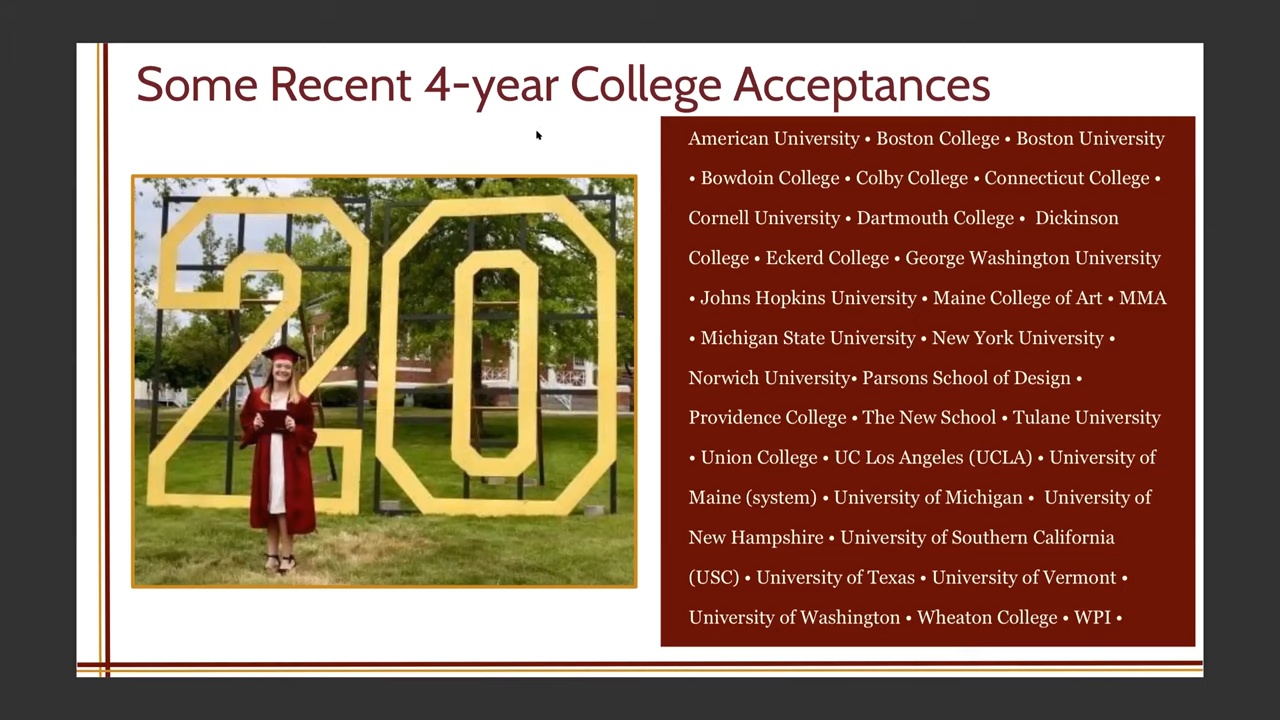 Some Recent 4-year College Acceptances
20
American University • Boston College • Boston University
• Bowdoin College • Colby College • Connecticut College •
Cornell University • Dartmouth College • Dickinson
College • Eckerd College • George Washington University
• Johns Hopkins University • Maine College of Art • MMA
• Michigan State University • New York University •
Norwich University• Parsons School of Design •
Providence College • The New School • Tulane University
• Union College • UC Los Angeles (UCLA) • University of
Maine (system) • University of Michigan • University of
New Hampshire • University of Southern California
(USC) • University of Texas • University of Vermont •
University of Washington • Wheaton College • WPI •